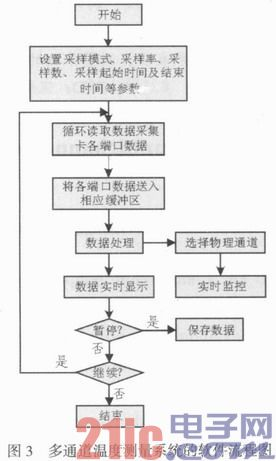 开始
设置采样模式、采样率、采
样数、采样起始时间及结束
时间等参数
循环读取数据采集
卡各端口数据
将各端口数据送入
相应缓冲区
数据处理
选择物理通道
数据实时显示
实时监控
暂停?
是
保存数据
否
是
继续?
否
结束
21ic电子网
图 3 多通道温度测量系统的软件流程图